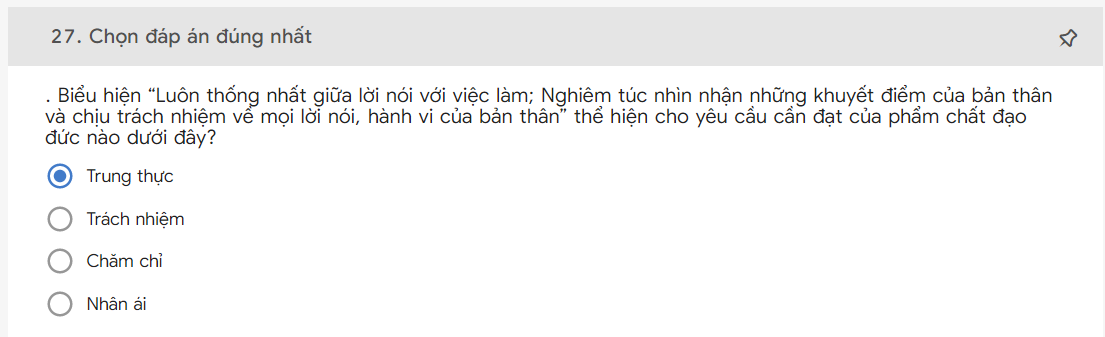 27. Chọn đáp án đúng nhất
. Biểu hiện “Luôn thống nhất giữa lời nói với việc làm; Nghiêm túc nhìn nhận những khuyết điểm của bản thân
và chịu trách nhiệm về mọi lời nói, hành vi của bản thân” thể hiện cho yêu cầu cần đạt của phẩm chất đạo
đức nào dưới đây?
Trung thực
Trách nhiệm
Chăm chỉ
Nhân ái